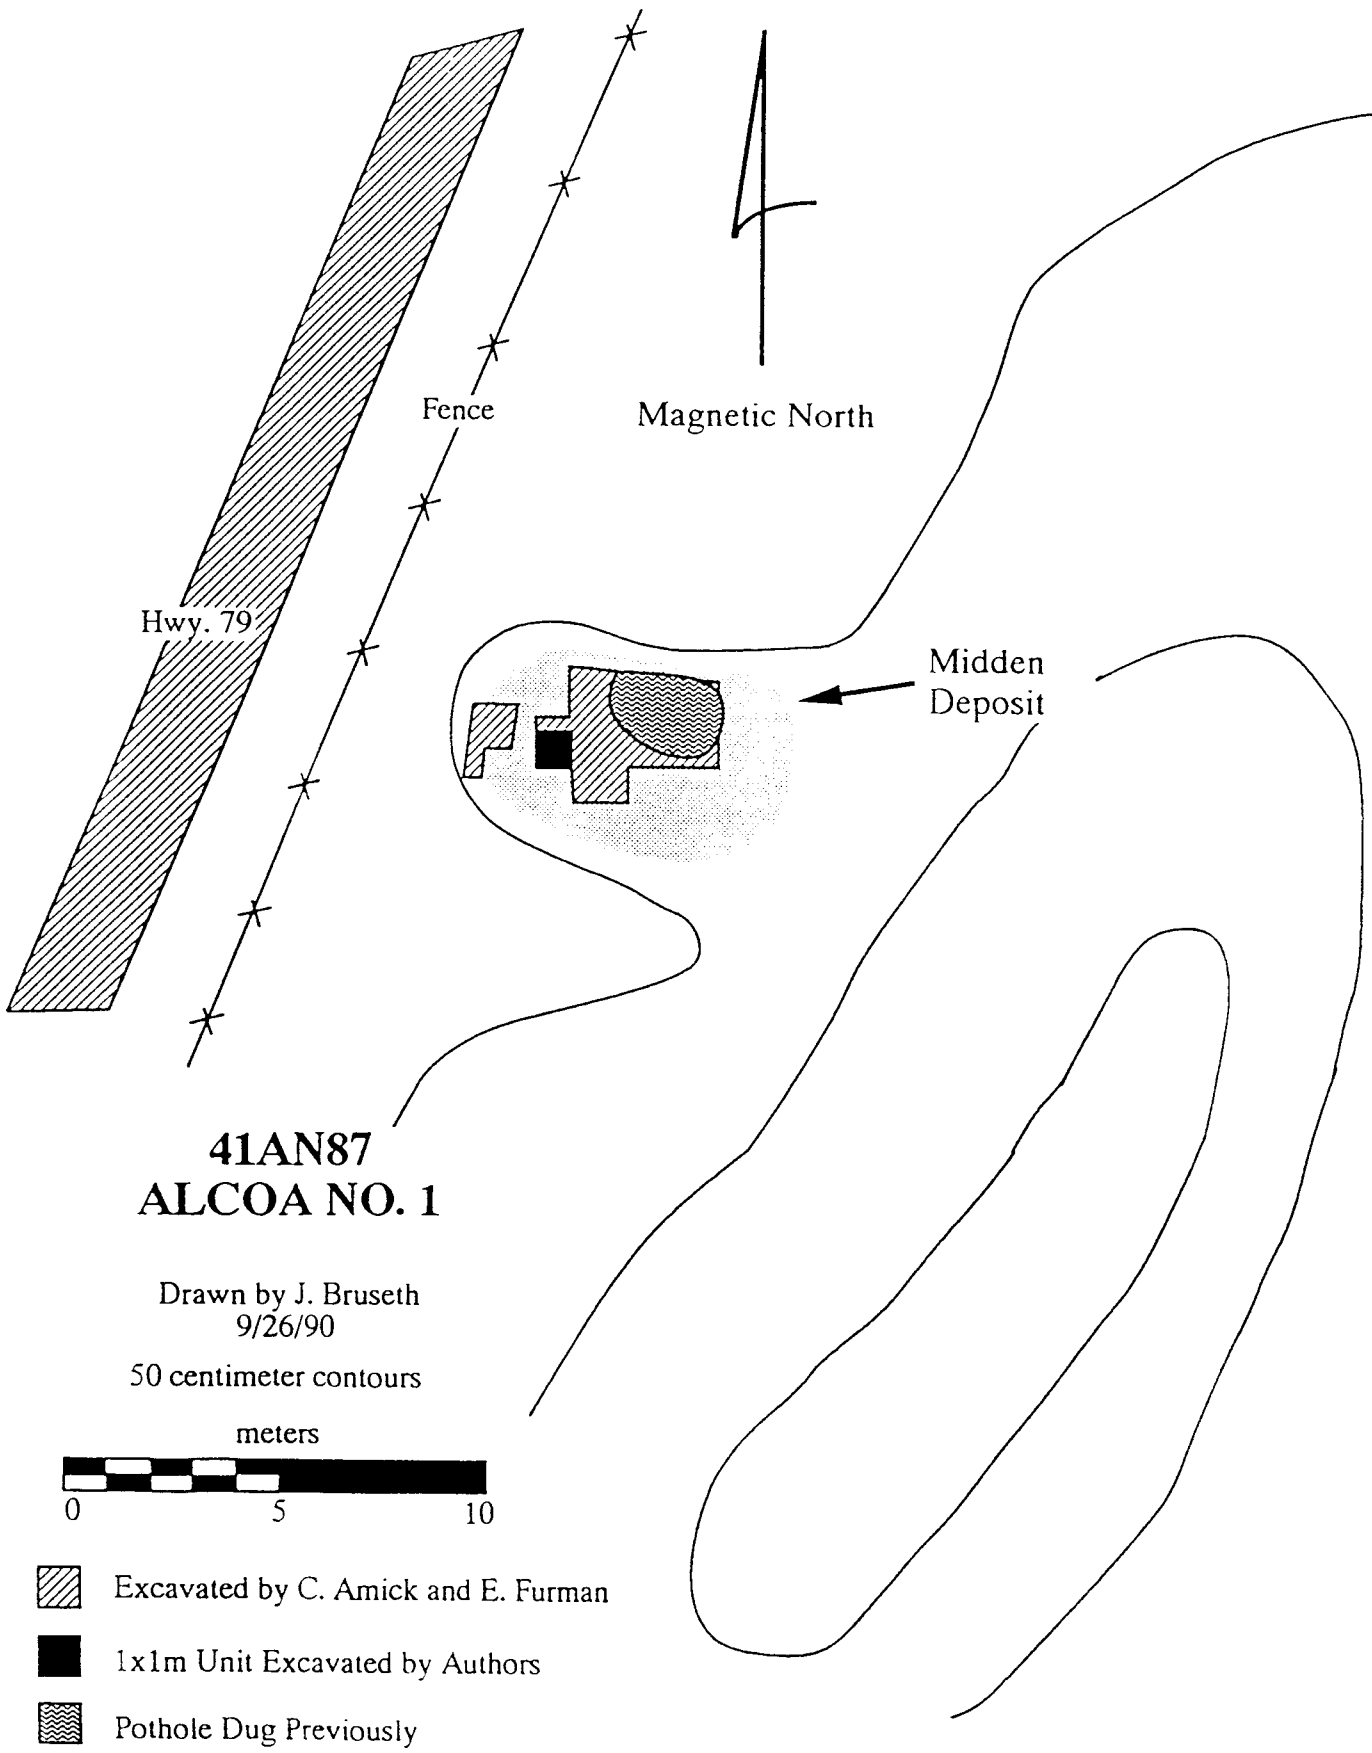 Fence
Magnetic North
Hwy. 79
Midden
Deposit
41AN87
ALCOA NO. 1
Drawn by J. Bruseth
9/26/90
50 centimeter contours
meters
0 5 10
Excavated by C. Amick and E. Furman
1x1m Unit Excavated by Authors
Pothole Dug Previously